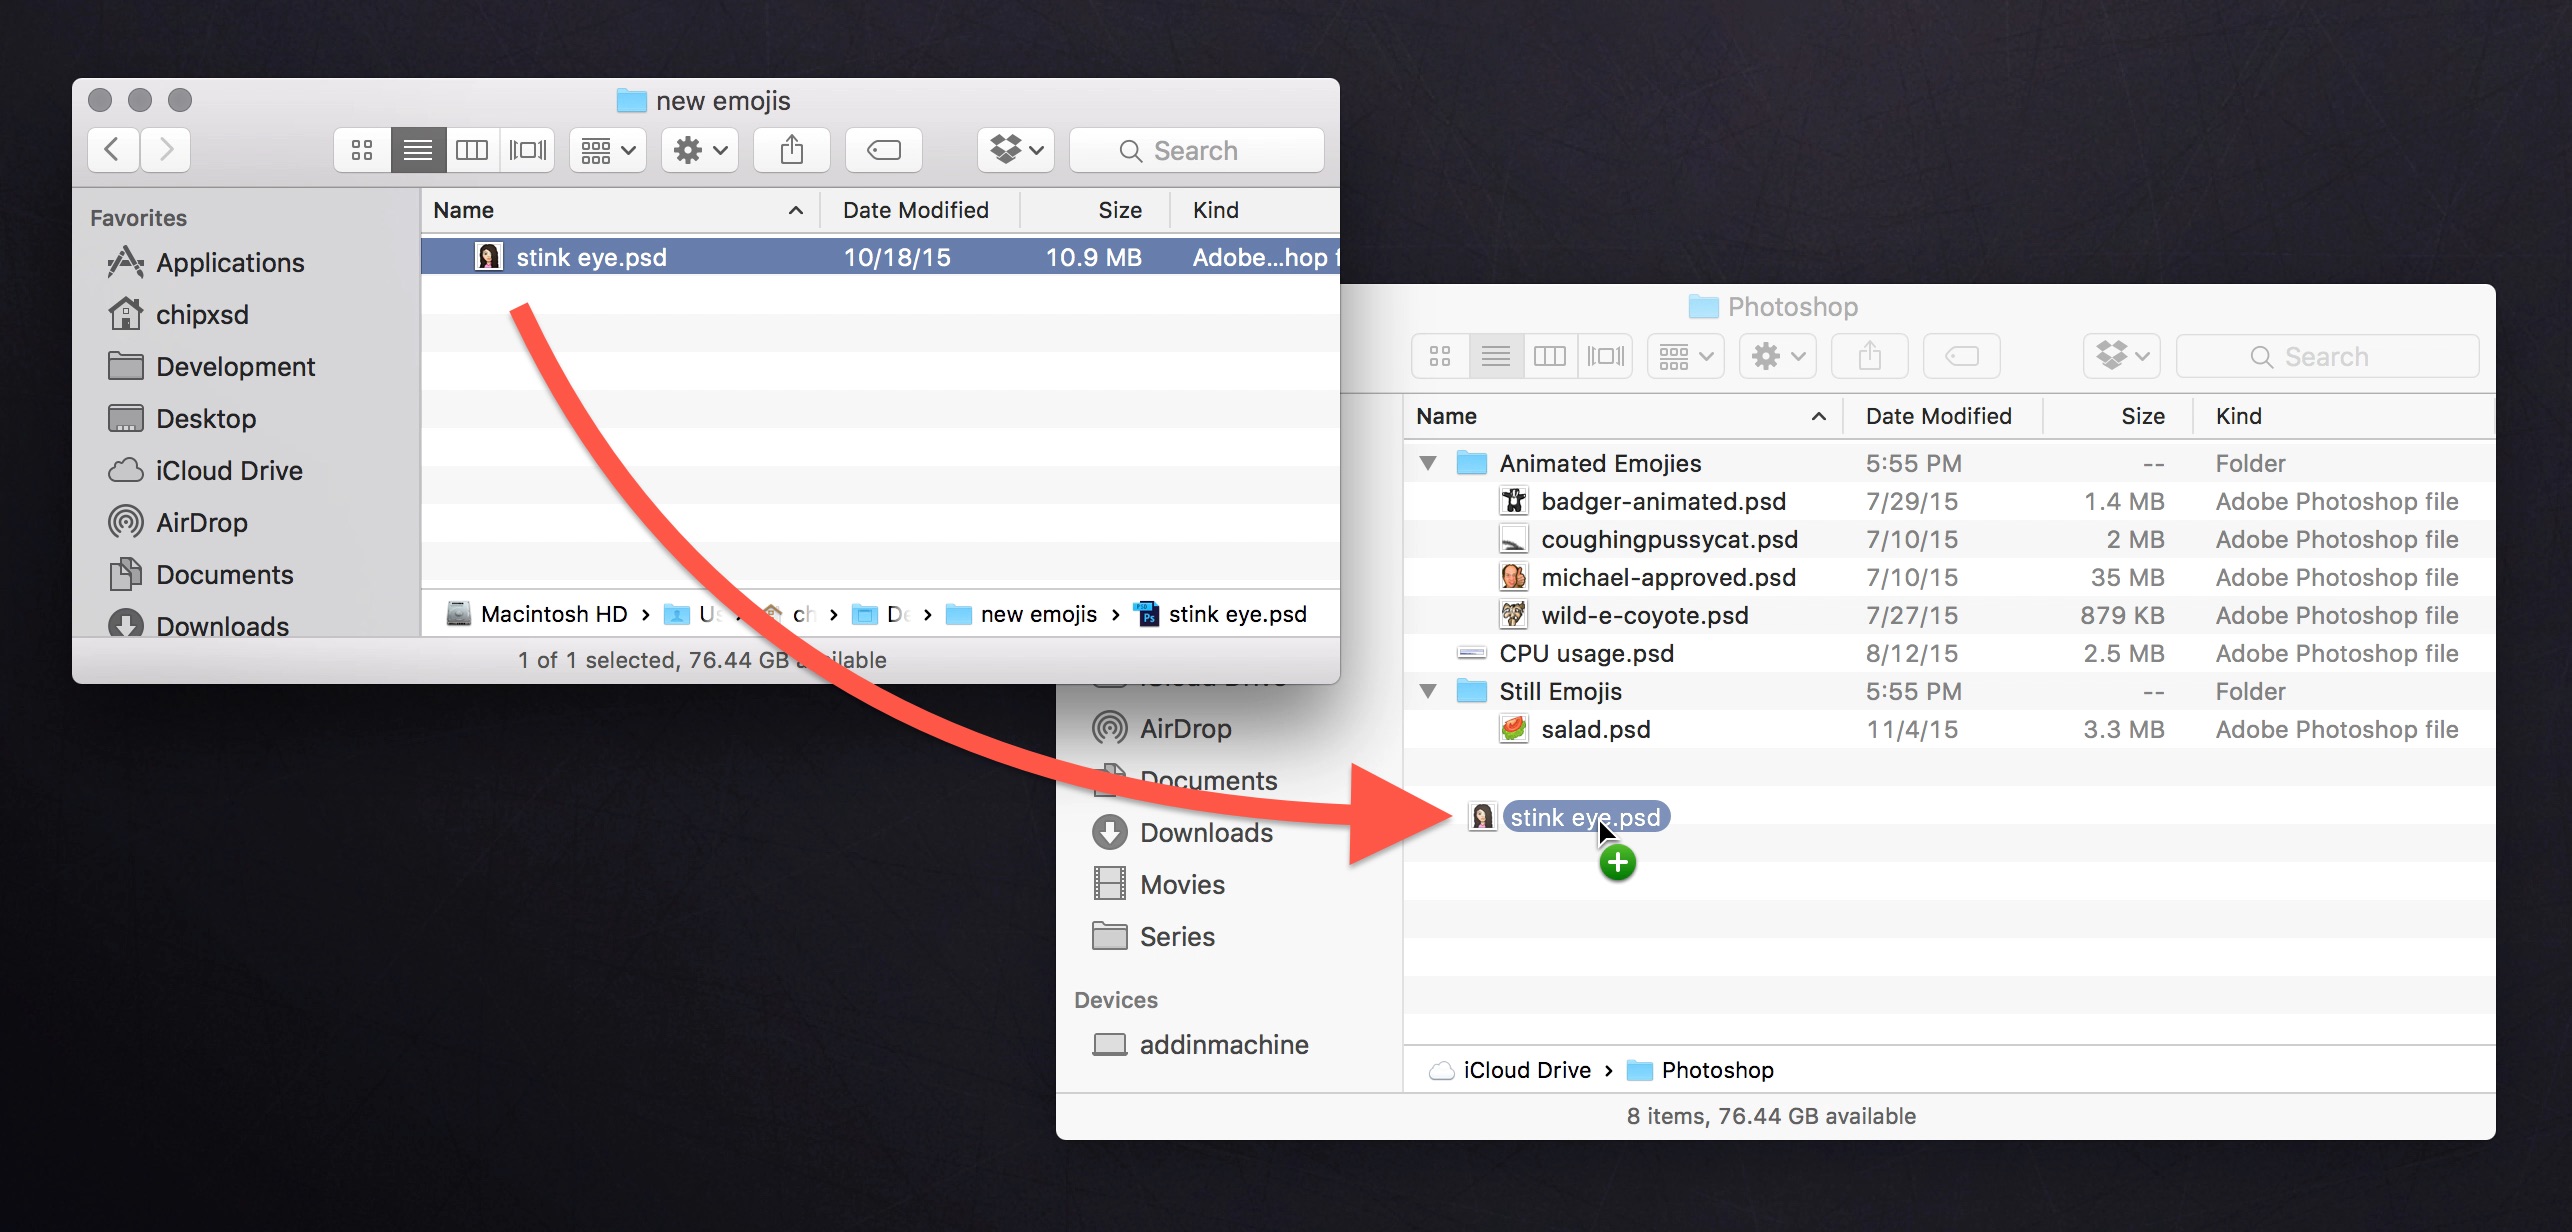 new emojis
Search
Favorites
Applications
chipxsd
Development
Desktop
iCloud Drive
AirDrop
Documents
Downloads
Name Date Modified Size Kind
stink eye.psd 10/18/15 10.9 MB Adobe...hop f
Macintosh HD › Us › ch › De › new emojis › stink eye.psd
1 of 1 selected, 76.44 GB available
Photoshop
Search
iCloud Drive
AirDrop
Documents
Downloads
Movies
Series
Devices
addinmachine
Name Date Modified Size Kind
Animated Emojies 5:55 PM -- Folder
badger-animated.psd 7/29/15 1.4 MB Adobe Photoshop file
coughingpussycat.psd 7/10/15 2 MB Adobe Photoshop file
michael-approved.psd 7/10/15 35 MB Adobe Photoshop file
wild-e-coyote.psd 7/27/15 879 KB Adobe Photoshop file
CPU usage.psd 8/12/15 2.5 MB Adobe Photoshop file
Still Emojis 5:55 PM -- Folder
salad.psd 11/4/15 3.3 MB Adobe Photoshop file
stink eye.psd
iCloud Drive › Photoshop
8 items, 76.44 GB available